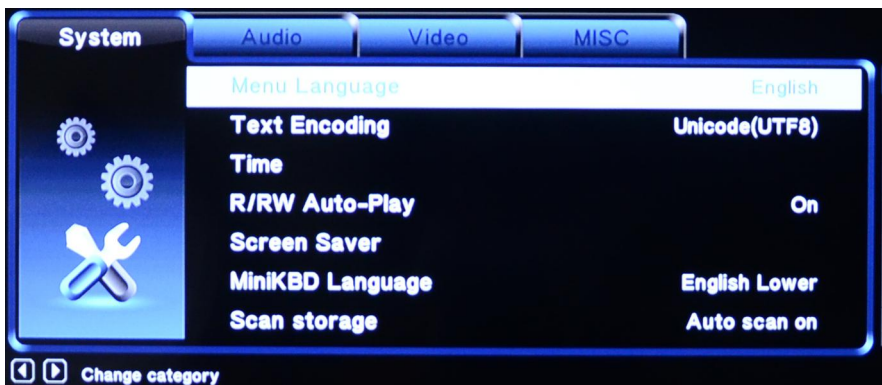 System Audio Video MISC
Menu Language English
Text Encoding Unicode(UTF8)
Time
R/RW Auto-Play On
Screen Saver
MiniKBD Language English Lower
Scan storage Auto scan on
Change category